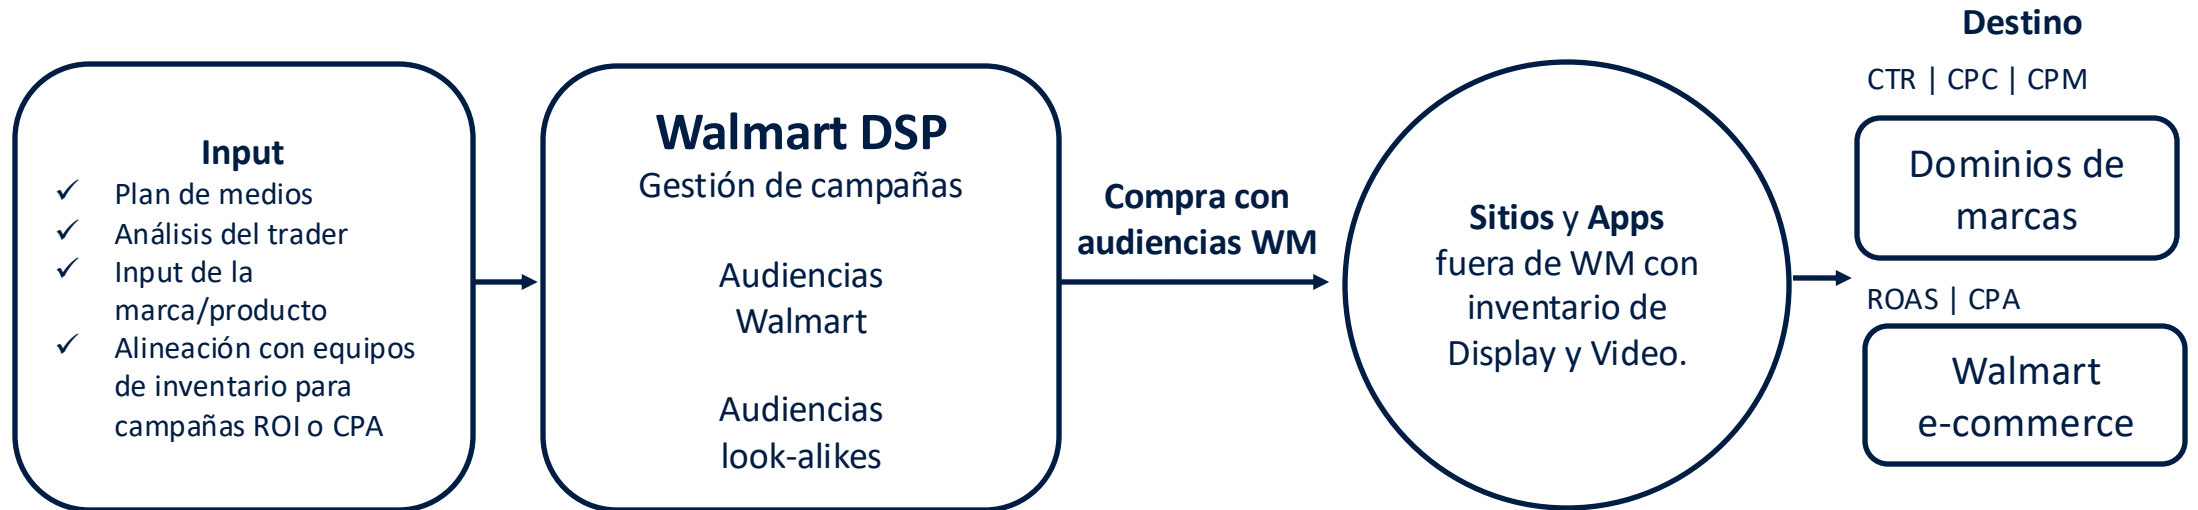 Input
✓ Plan de medios
✓ Análisis del trader
✓ Input de la
marca/producto
✓ Alineación con equipos
de inventario para
campañas ROI o CPA
Walmart DSP
Gestión de campañas
Audiencias
Walmart
Audiencias
look-alikes
Compra con
audiencias WM
Sitios y Apps
fuera de WM con
inventario de
Display y Video.
Destino
CTR | CPC | CPM
Dominios de
marcas
ROAS | CPA
Walmart
e-commerce